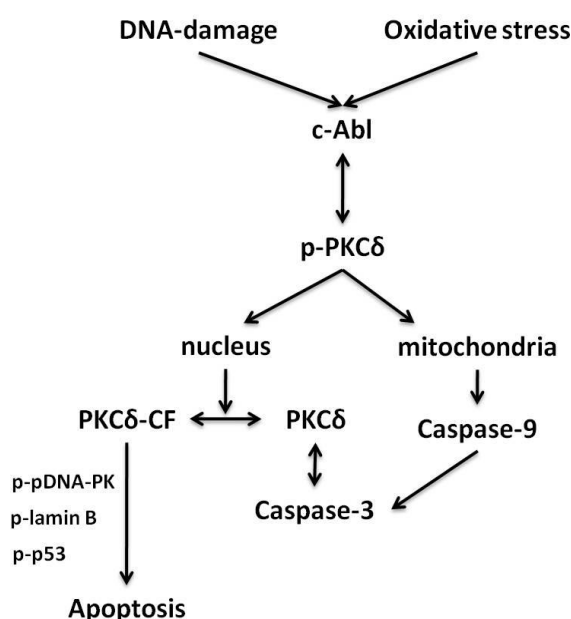 DNA-damage
Oxidative stress
c-Abl
p-PKCδ
nucleus
mitochondria
PKCδ-CF
PKCδ
Caspase-9
p-pDNA-PK
p-lamin B
p-p53
Caspase-3
Apoptosis